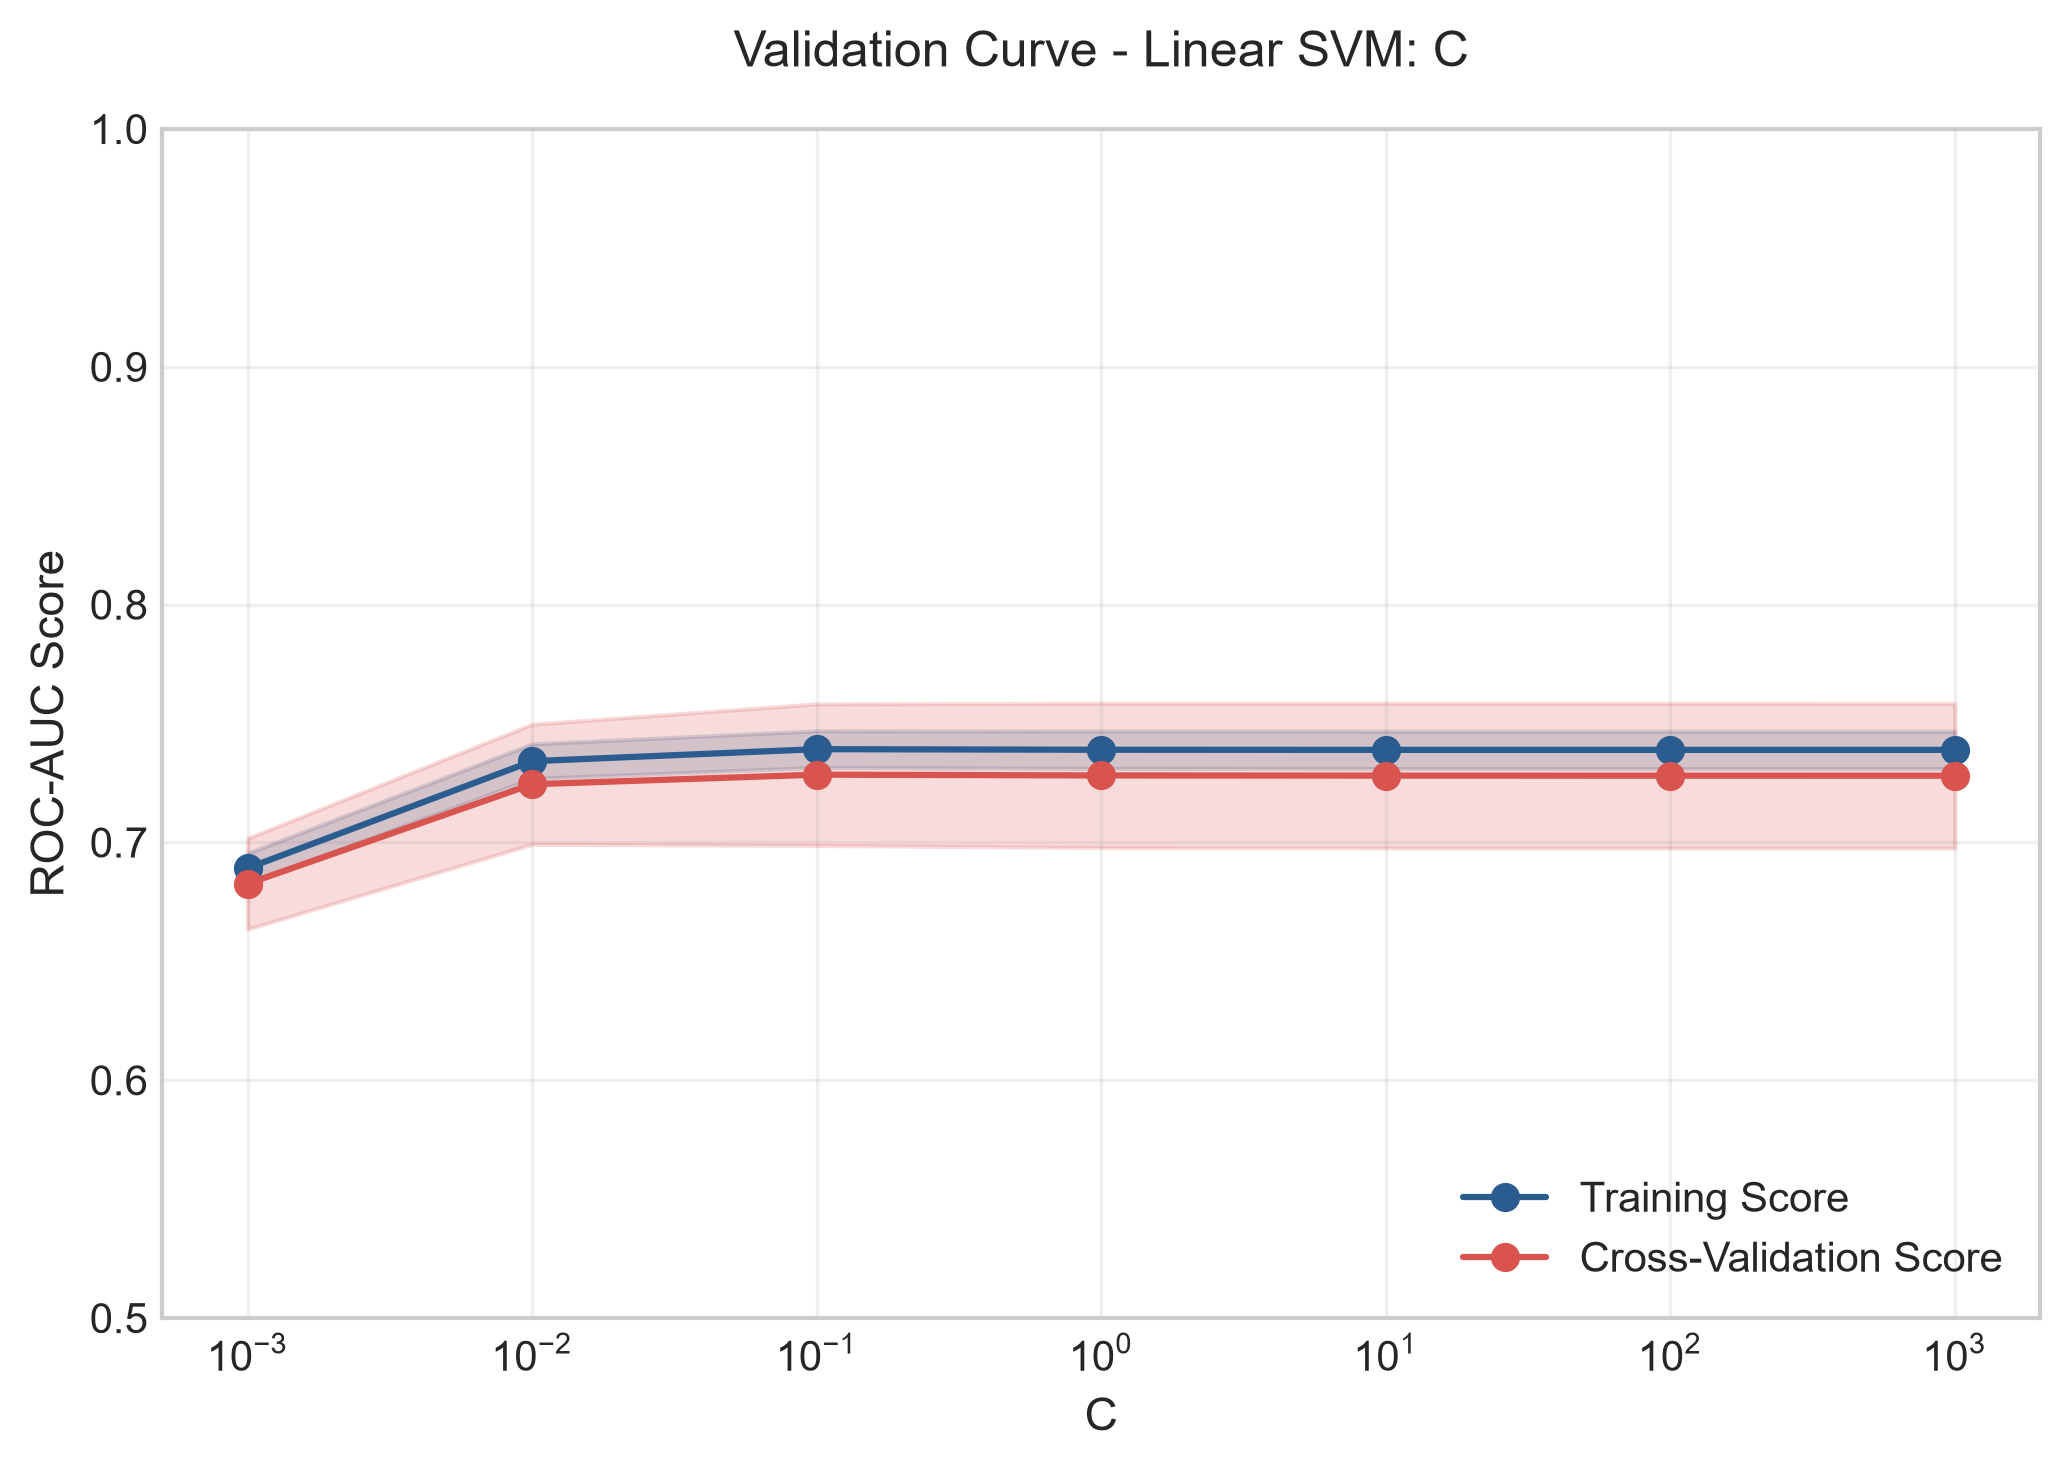 Validation Curve - Linear SVM: C
1.0
0.9
0.8
0.7
0.6
0.5
ROC-AUC Score
10⁻³ 10⁻² 10⁻¹ 10⁰ 10¹ 10² 10³
C
Training Score
Cross-Validation Score